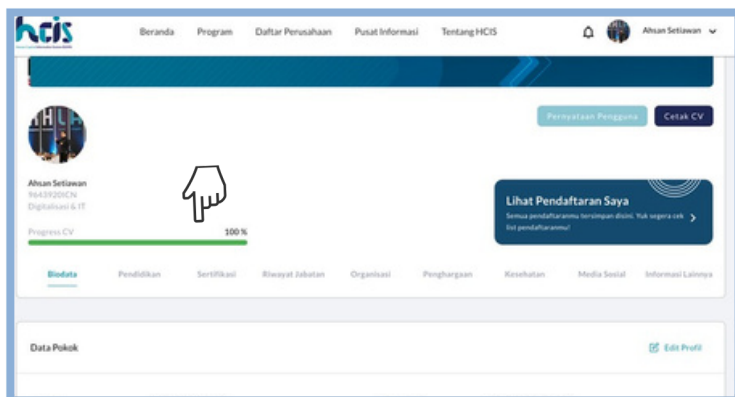 hcis
Beranda Program Daftar Perusahaan Pusat Informasi Tentang HCIS Ahsan Setiawan
Pernyataan Pengguna Cetak CV
Ahsan Setiawan
Digitalisasi & IT
Progress CV 100 %
Lihat Pendaftaran Saya
Semua pendaftaranmu tersimpan disini. Yuk segera cek
list pendaftaranmu!
Biodata Pendidikan Sertifikasi Riwayat Jabatan Organisasi Penghargaan Kesehatan Media Sosial Informasi Lainnya
Data Pokok Edit Profil